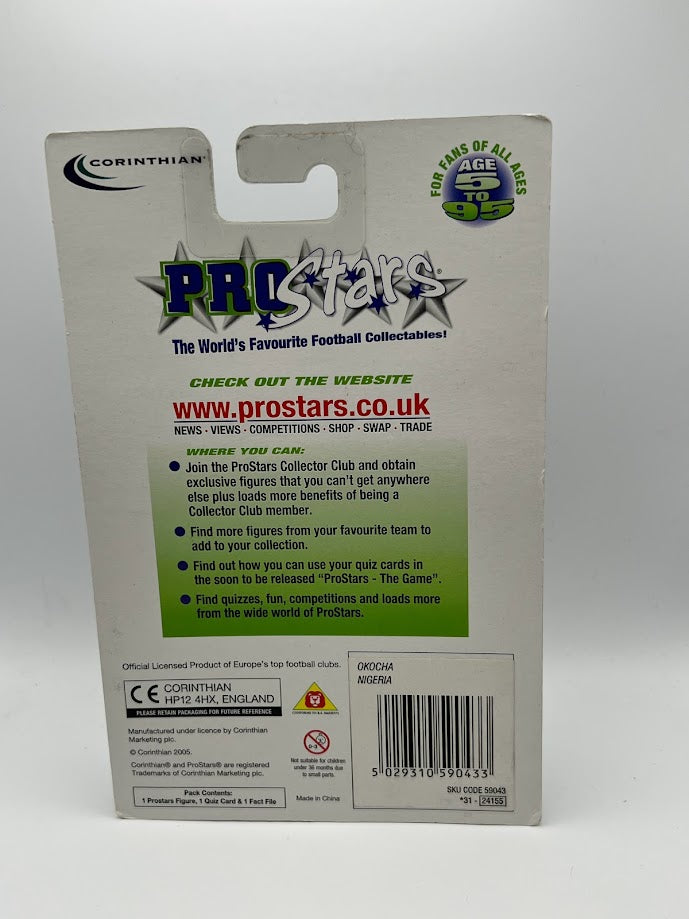 CORINTHIAN
FOR FANS OF ALL AGES
AGE
5
TO
95
PROStars®
The World's Favourite Football Collectables!
CHECK OUT THE WEBSITE
www.prostars.co.uk
NEWS · VIEWS · COMPETITIONS · SHOP · SWAP · TRADE
WHERE YOU CAN:
● Join the ProStars Collector Club and obtain
exclusive figures that you can't get anywhere
else plus loads more benefits of being a
Collector Club member.
● Find more figures from your favourite team to
add to your collection.
● Find out how you can use your quiz cards in
the soon to be released "ProStars - The Game".
● Find quizzes, fun, competitions and loads more
from the wide world of ProStars.
Official Licensed Product of Europe's top football clubs.
CE CORINTHIAN
HP12 4HX, ENGLAND
PLEASE RETAIN PACKAGING FOR FUTURE REFERENCE
Manufactured under licence by Corinthian
Marketing plc.
© Corinthian 2005.
Corinthian® and ProStars® are registered
Trademarks of Corinthian Marketing plc.
Pack Contents:
1 Prostars Figure, 1 Quiz Card & 1 Fact File
0-3
Not suitable for children
under 36 months due
to small parts
Made in China
OKOCHA
NIGERIA
5 029310 590433
SKU CODE 59043
*31 - 24155